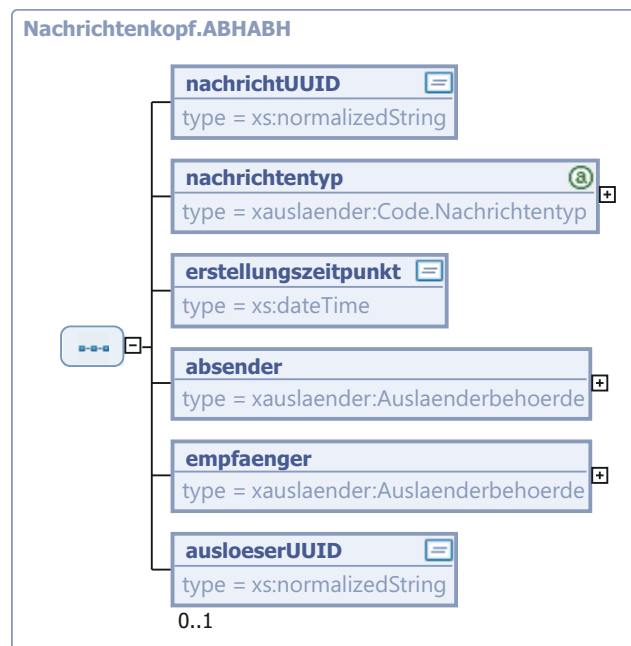 Nachrichtenkopf.ABHABH
nachrichtUUID
type = xs:normalizedString
nachrichtentyp
a
type = xauslaender:Code.Nachrichtentyp
erstellungszeitpunkt
type = xs:dateTime
absender
type = xauslaender:Auslaenderbehoerde
empfaenger
type = xauslaender:Auslaenderbehoerde
ausloeserUUID
type = xs:normalizedString
0..1